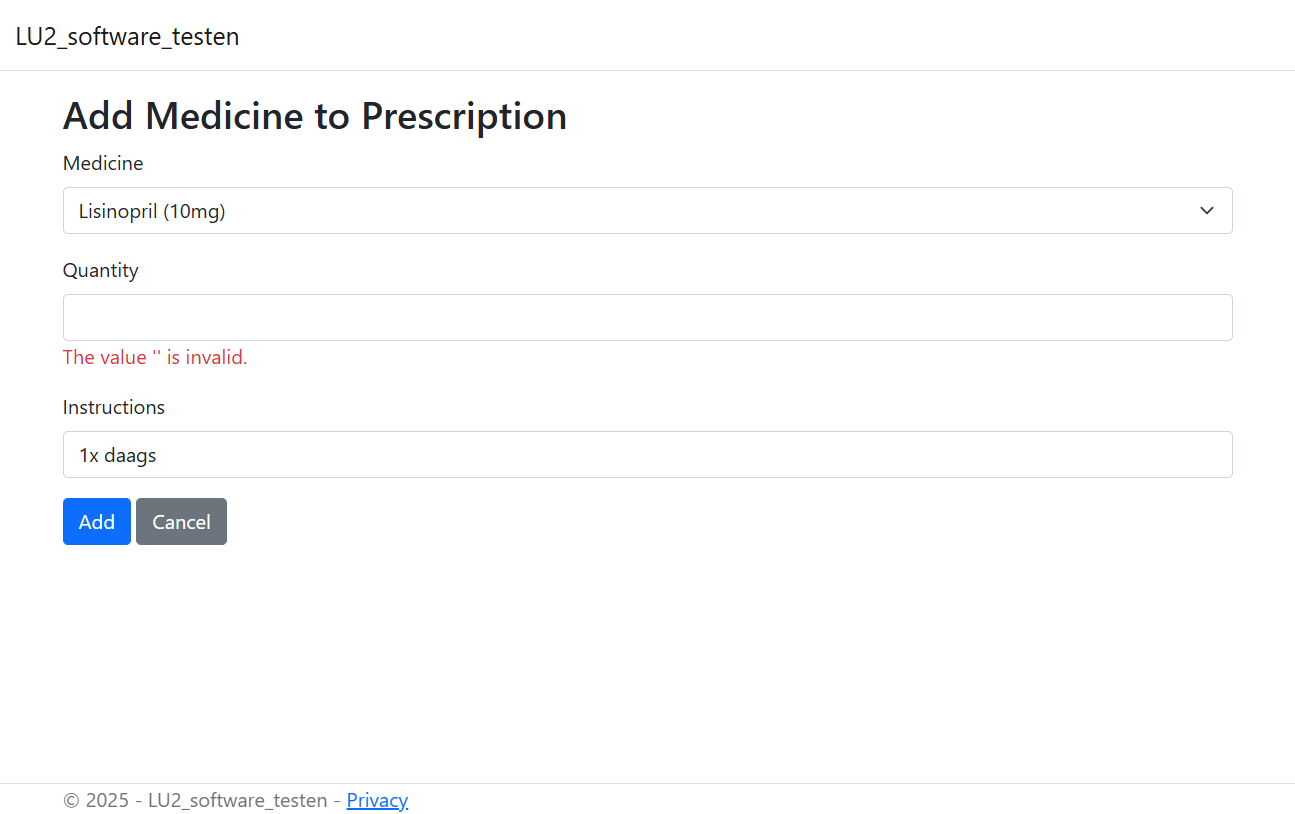 LU2_software_testen
Add Medicine to Prescription
Medicine
Lisinopril (10mg)
Quantity
The value '' is invalid.
Instructions
1x daags
Add Cancel
© 2025 - LU2_software_testen - Privacy